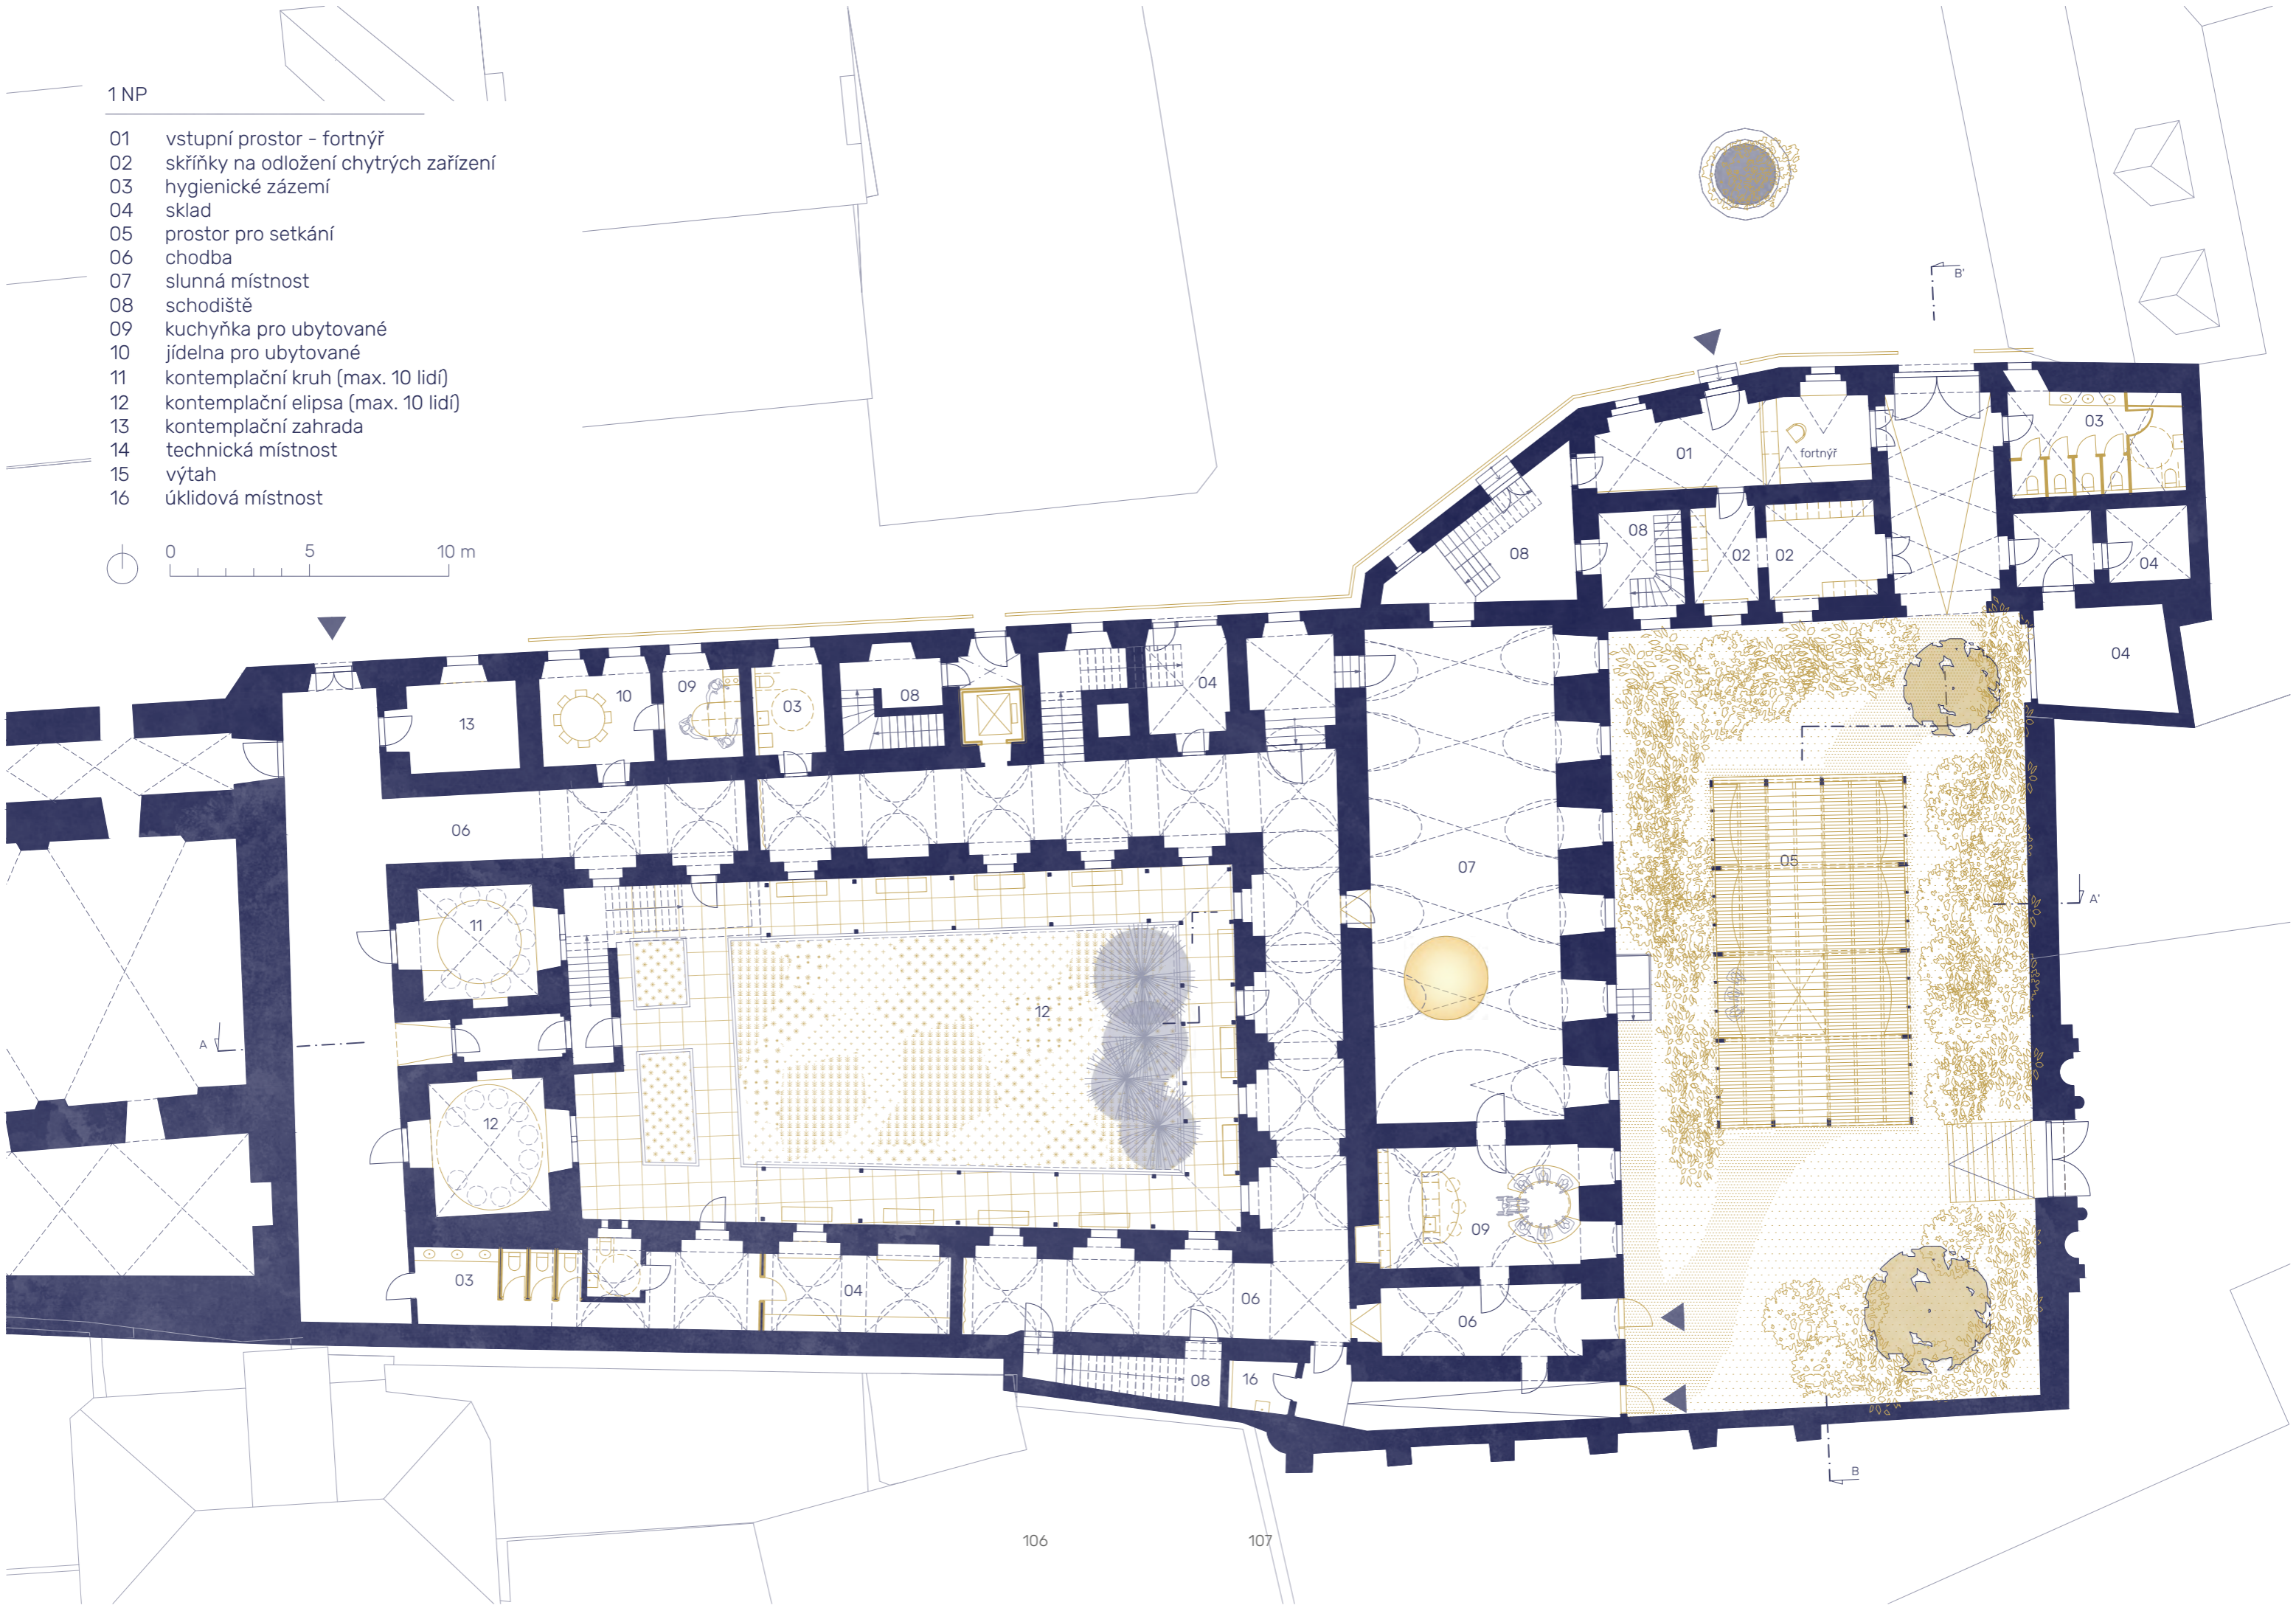 1 NP
01 vstupní prostor - fortnýř
02 skříňky na odložení chytrých zařízení
03 hygienické zázemí
04 sklad
05 prostor pro setkání
06 chodba
07 slunná místnost
08 schodiště
09 kuchyňka pro ubytované
10 jídelna pro ubytované
11 kontemplační kruh (max. 10 lidí)
12 kontemplační elipsa (max. 10 lidí)
13 kontemplační zahrada
14 technická místnost
15 výtah
16 úklidová místnost
0 5 10 m
B'
03
01
fortnýř
08
08
02
02
04
04
13
10
09
03
08
04
06
05
07
A'
11
12
A
12
09
03
04
06
06
08
16
B
106
107